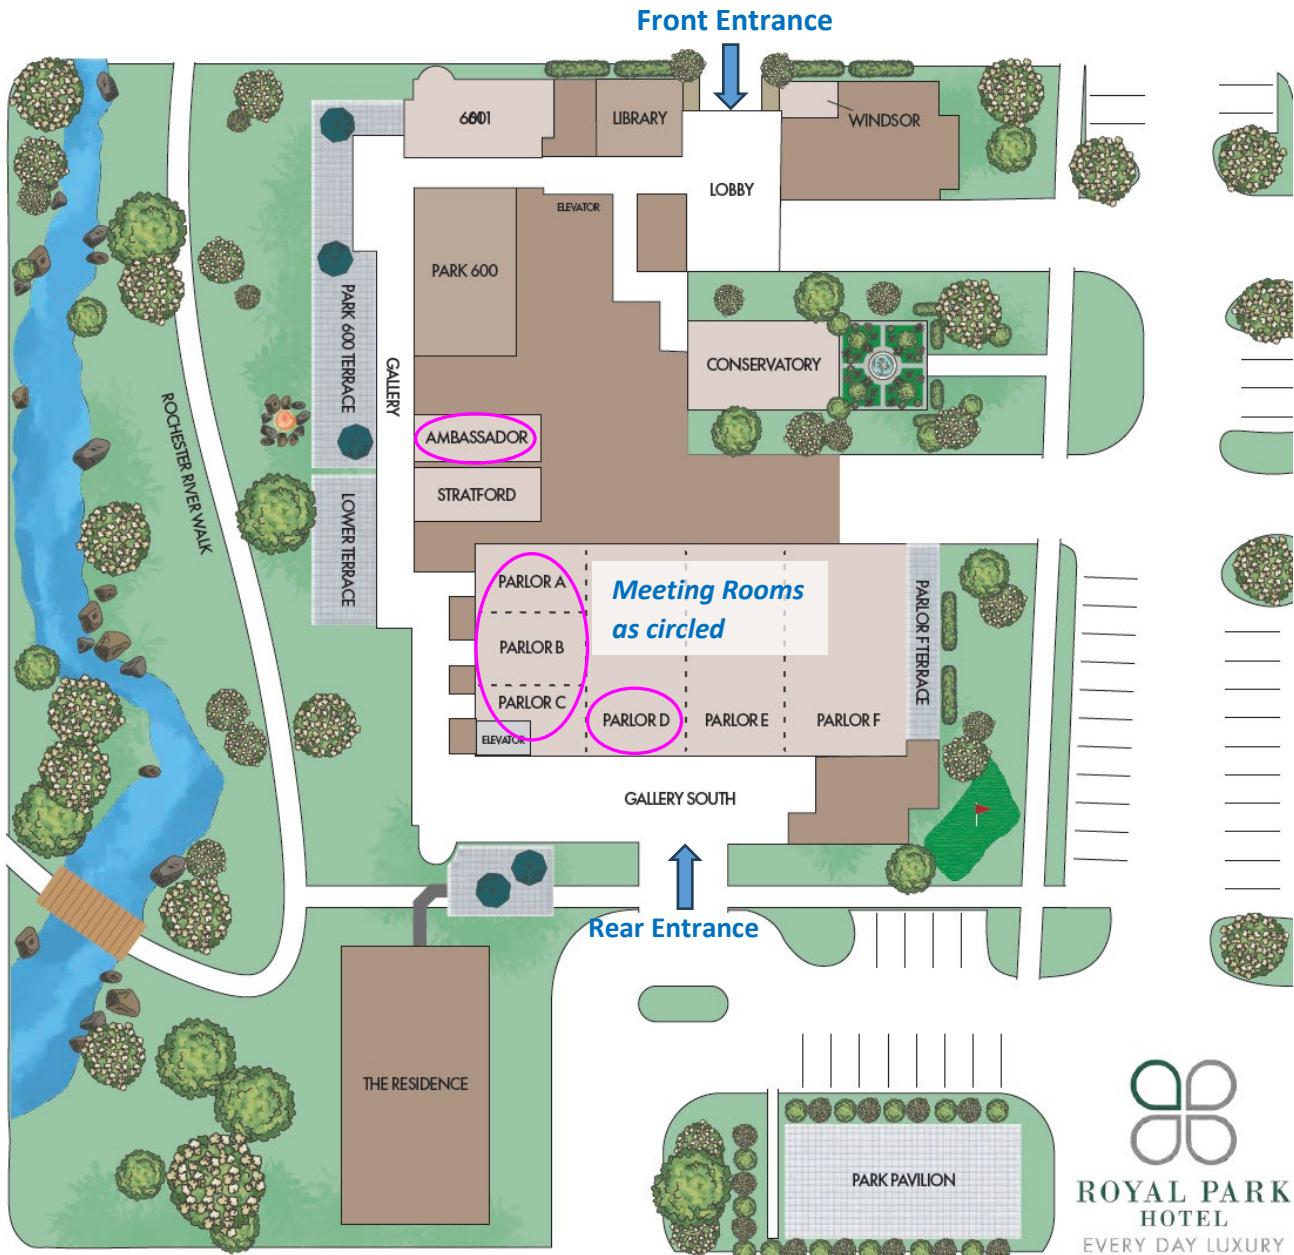 Front Entrance
6601
LIBRARY
WINDSOR
LOBBY
ELEVATOR
PARK 600
PARK 600 TERRACE
GALLERY
CONSERVATORY
ROCHESTER RIVER WALK
AMBASSADOR
STRATFORD
LOWER TERRACE
PARLOR A
Meeting Rooms
as circled
PARLOR B
PARLOR F TERRACE
PARLOR C
PARLOR D
PARLOR E
PARLOR F
ELEVATOR
GALLERY SOUTH
Rear Entrance
THE RESIDENCE
PARK PAVILION
ROYAL PARK
HOTEL
EVERY DAY LUXURY